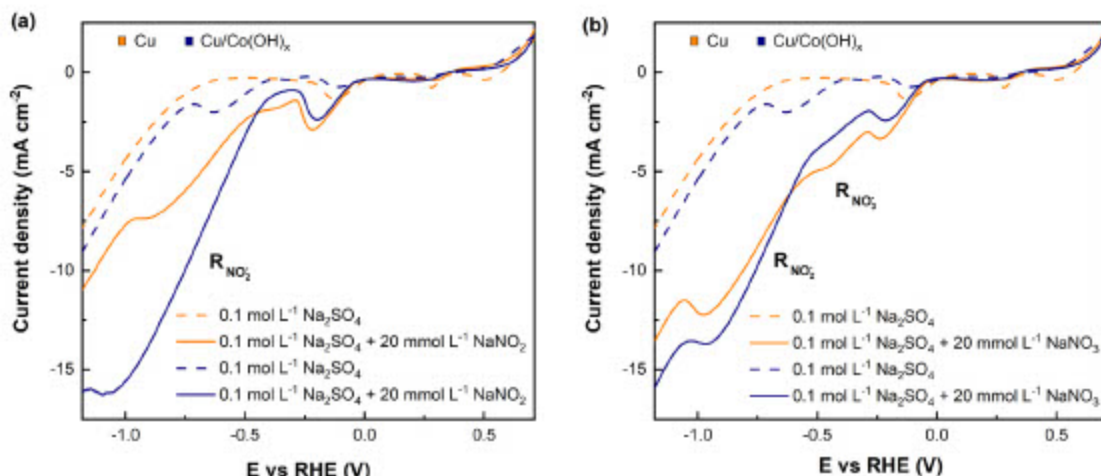 (a)
Cu Cu/Co(OH)ₓ
0
-5
-10
-15
Current density (mA cm⁻²)
R NO₂⁻
0.1 mol L⁻¹ Na₂SO₄
0.1 mol L⁻¹ Na₂SO₄ + 20 mmol L⁻¹ NaNO₂
0.1 mol L⁻¹ Na₂SO₄
0.1 mol L⁻¹ Na₂SO₄ + 20 mmol L⁻¹ NaNO₂
-1.0 -0.5 0.0 0.5
E vs RHE (V)
(b)
Cu Cu/Co(OH)ₓ
0
-5
-10
-15
Current density (mA cm⁻²)
R NO₃⁻
R NO₂⁻
0.1 mol L⁻¹ Na₂SO₄
0.1 mol L⁻¹ Na₂SO₄ + 20 mmol L⁻¹ NaNO₃
0.1 mol L⁻¹ Na₂SO₄
0.1 mol L⁻¹ Na₂SO₄ + 20 mmol L⁻¹ NaNO₃
-1.0 -0.5 0.0 0.5
E vs RHE (V)